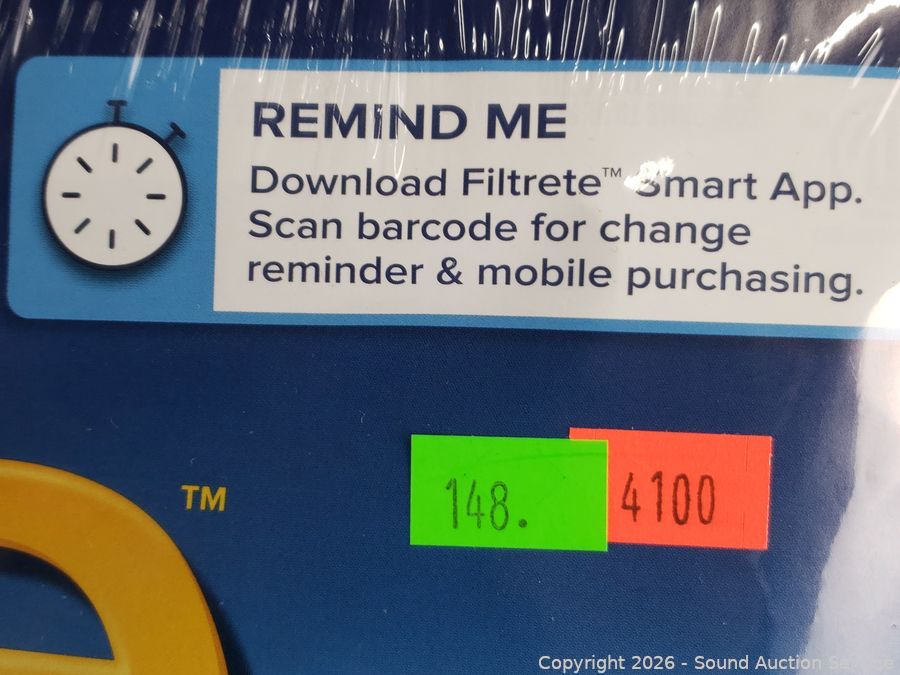 REMIND ME
Download Filtrete™ Smart App.
Scan barcode for change
reminder & mobile purchasing.
TM
148.
4100
Copyright 2026 - Sound Auction Service